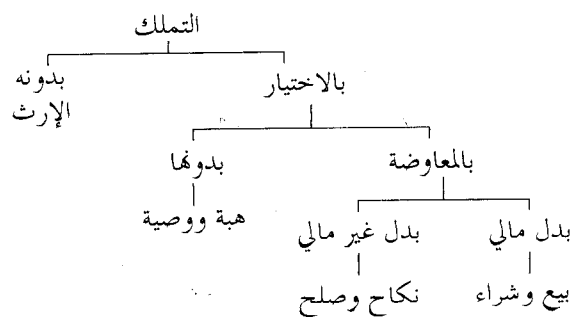 التملك
بالاختيار
بدونه
الإرث
بالمعاوضة
بدونها
هبة ووصية
بدل مالي
بدل غير مالي
بيع وشراء
نكاح وصلح